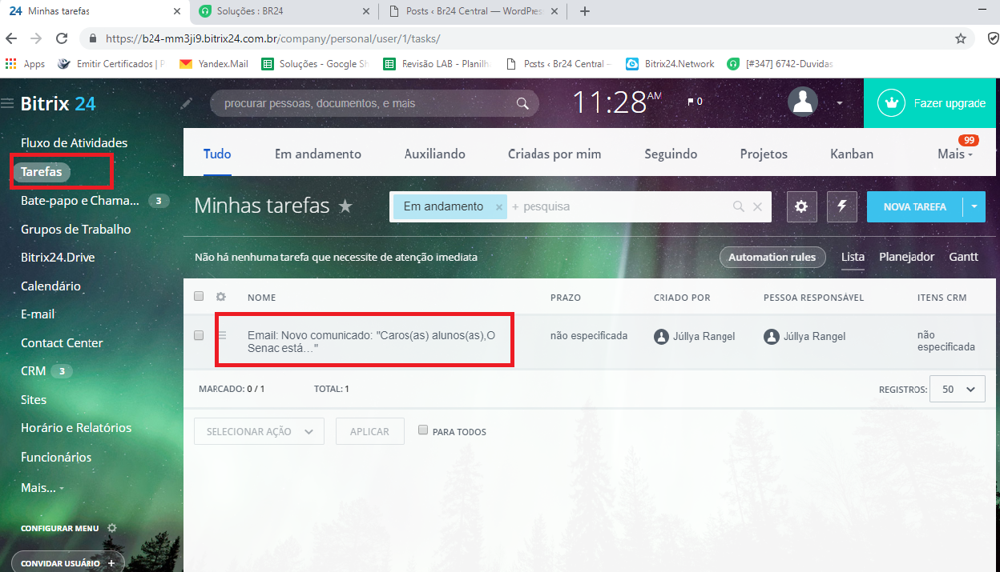 24 Minhas tarefas
Soluções : BR24
Posts ‹ Br24 Central — WordPres
https://b24-mm3ji9.bitrix24.com.br/company/personal/user/1/tasks/
Apps
Emitir Certificados | P
Yandex.Mail
Soluções - Google Sh
Revisão LAB - Planilh
Posts ‹ Br24 Central –
Bitrix24.Network
[#347] 6742-Duvidas
Bitrix 24
procurar pessoas, documentos, e mais
11:28 AM
0
Fazer upgrade
Fluxo de Atividades
Tarefas
Bate-papo e Chama... 3
Grupos de Trabalho
Bitrix24.Drive
Calendário
E-mail
Contact Center
CRM 3
Sites
Horário e Relatórios
Funcionários
Mais...
CONFIGURAR MENU
CONVIDAR USUÁRIO +
Tudo
Em andamento
Auxiliando
Criadas por mim
Seguindo
Projetos
Kanban
Mais
99
Minhas tarefas
Em andamento × + pesquisa
NOVA TAREFA
Não há nenhuma tarefa que necessite de atenção imediata
Automation rules
Lista
Planejador
Gantt
NOME
PRAZO
CRIADO POR
PESSOA RESPONSÁVEL
ITENS CRM
Email: Novo comunicado: "Caros(as) alunos(as),O
Senac está..."
não especificada
Júllya Rangel
Júllya Rangel
não
especificada
MARCADO: 0 / 1
TOTAL: 1
REGISTROS: 50
SELECIONAR AÇÃO
APLICAR
PARA TODOS